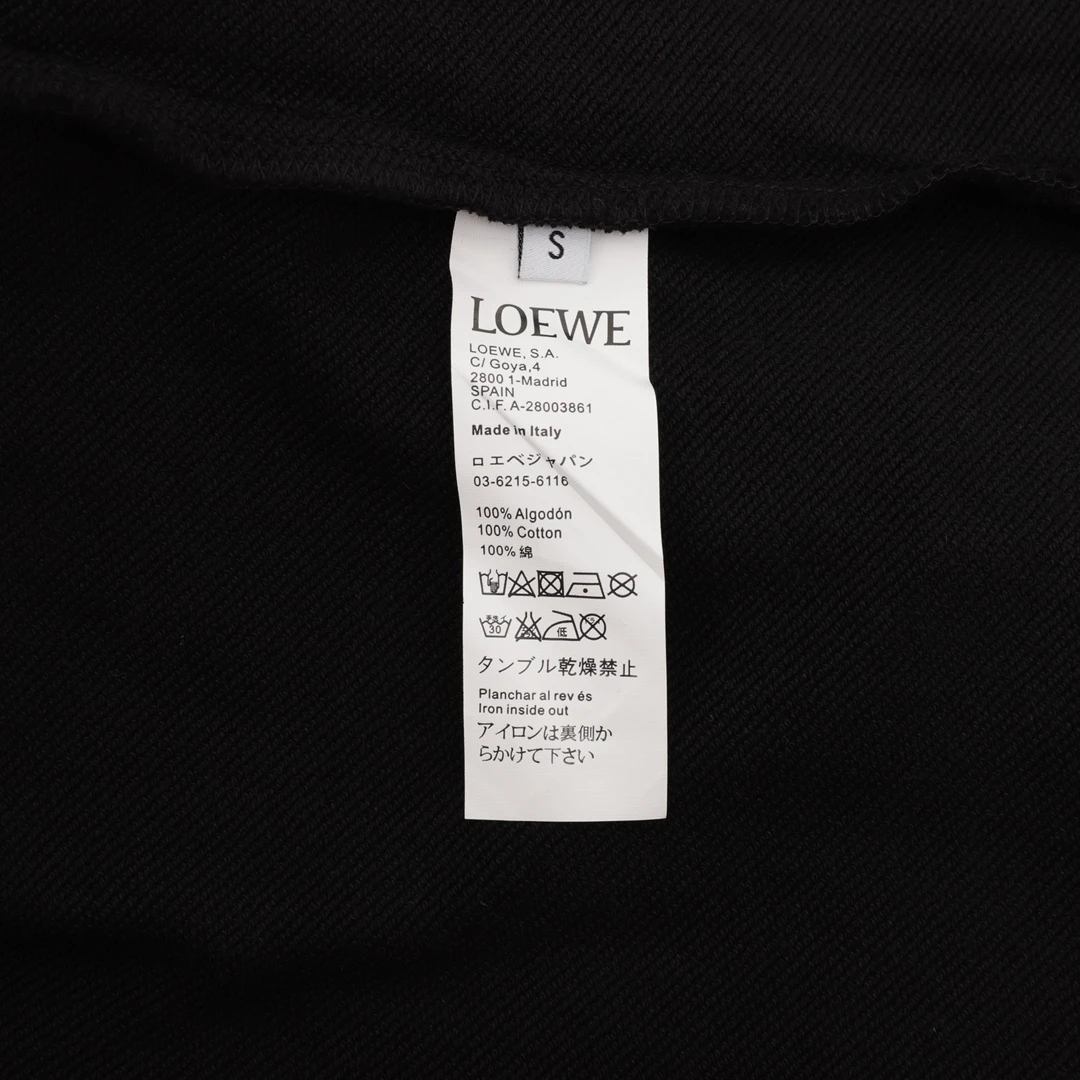 S
LOEWE
LOEWE, S.A.
C/ Goya,4
2800 1-Madrid
SPAIN
C.I.F. A-28003861
Made in Italy
ロエベジャパン
03-6215-6116
100% Algodón
100% Cotton
100% 綿
30
低
タンブル乾燥禁止
Planchar al rev és
Iron inside out
アイロンは裏側か
らかけて下さい